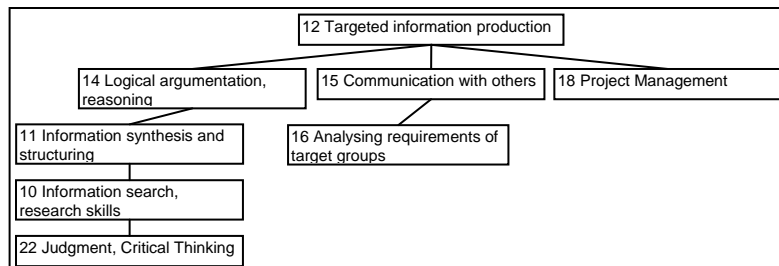 12 Targeted information production
14 Logical argumentation,
reasoning
15 Communication with others
18 Project Management
11 Information synthesis and
structuring
16 Analysing requirements of
target groups
10 Information search,
research skills
22 Judgment, Critical Thinking